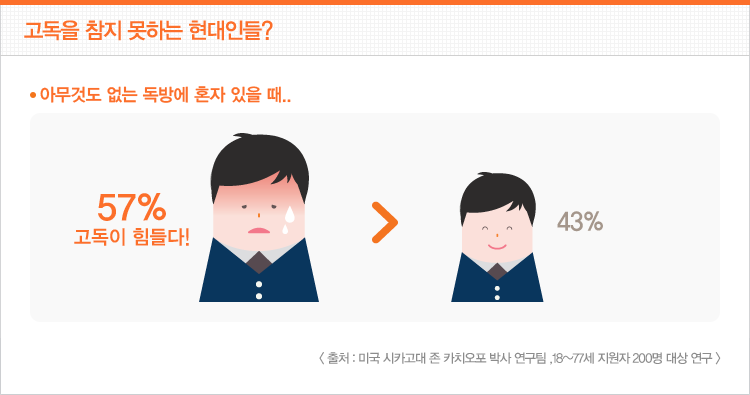 고독을 참지 못하는 현대인들?
• 아무것도 없는 독방에 혼자 있을 때..
57%
고독이 힘들다!
43%
〈 출처 : 미국 시카고대 존 카치오포 박사 연구팀 ,18~77세 지원자 200명 대상 연구 〉